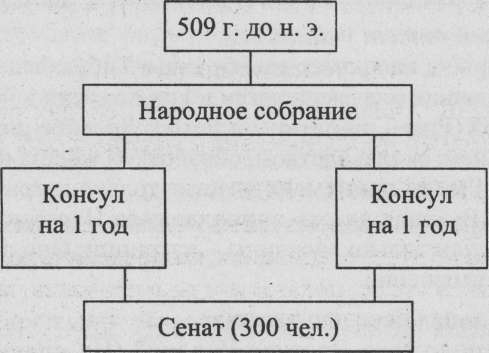 509 г. до н. э.
Народное собрание
Консул
на 1 год
Консул
на 1 год
Сенат (300 чел.)